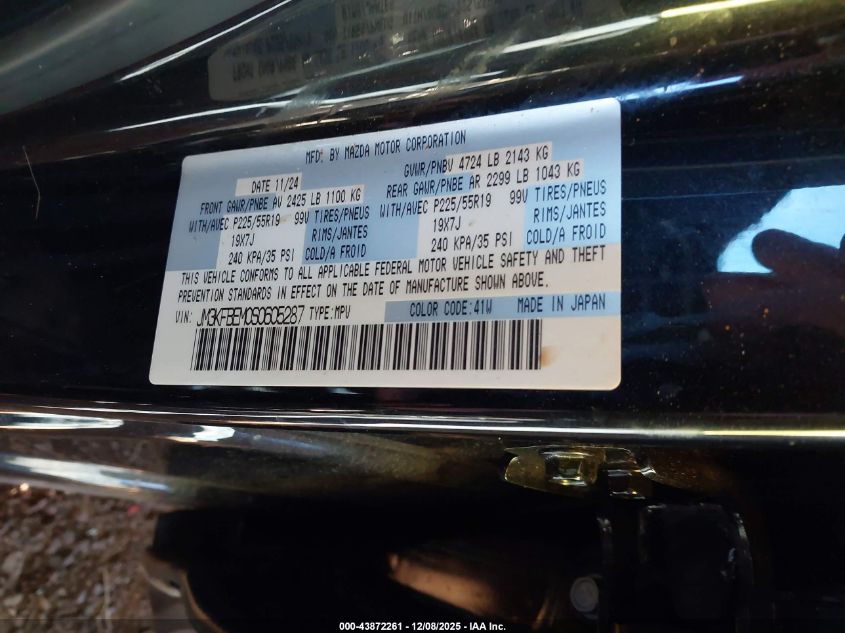 MFD. BY MAZDA MOTOR CORPORATION
DATE 11/24 GVWR/PNBV 4724 LB 2143 KG
FRONT GAWR/PNBE AV 2425 LB 1100 KG REAR GAWR/PNBE AR 2299 LB 1043 KG
WITH/AVEC P225/55R19 99V TIRES/PNEUS WITH/AVEC P225/55R19 99V TIRES/PNEUS
19X7J RIMS/JANTES 19X7J RIMS/JANTES
240 KPA/35 PSI COLD/A FROID 240 KPA/35 PSI COLD/A FROID
THIS VEHICLE CONFORMS TO ALL APPLICABLE FEDERAL MOTOR VEHICLE SAFETY AND THEFT
PREVENTION STANDARDS IN EFFECT ON THE DATE OF MANUFACTURE SHOWN ABOVE.
VIN: JM3KFBEM0S0605287 TYPE:MPV COLOR CODE:41W MADE IN JAPAN
000-43872261 - 12/08/2025 - IAA Inc.